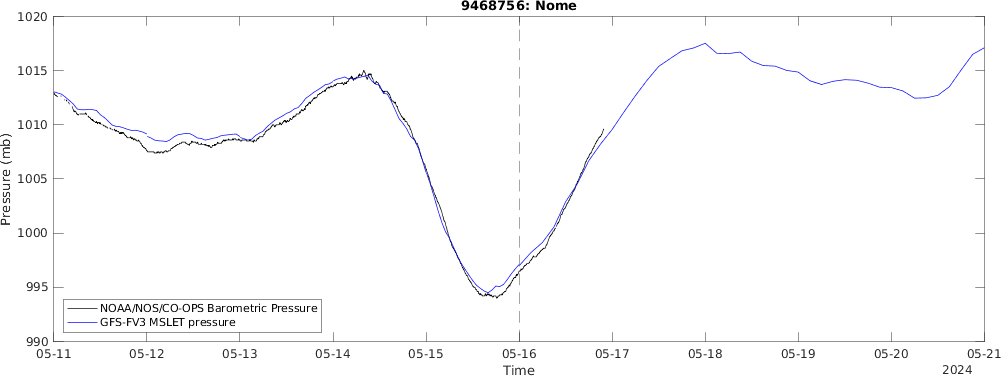 9468756: Nome
1020
1015
1010
1005
1000
995
990
Pressure (mb)
NOAA/NOS/CO-OPS Barometric Pressure
GFS-FV3 MSLET pressure
05-11 05-12 05-13 05-14 05-15 05-16 05-17 05-18 05-19 05-20 05-21
Time
2024